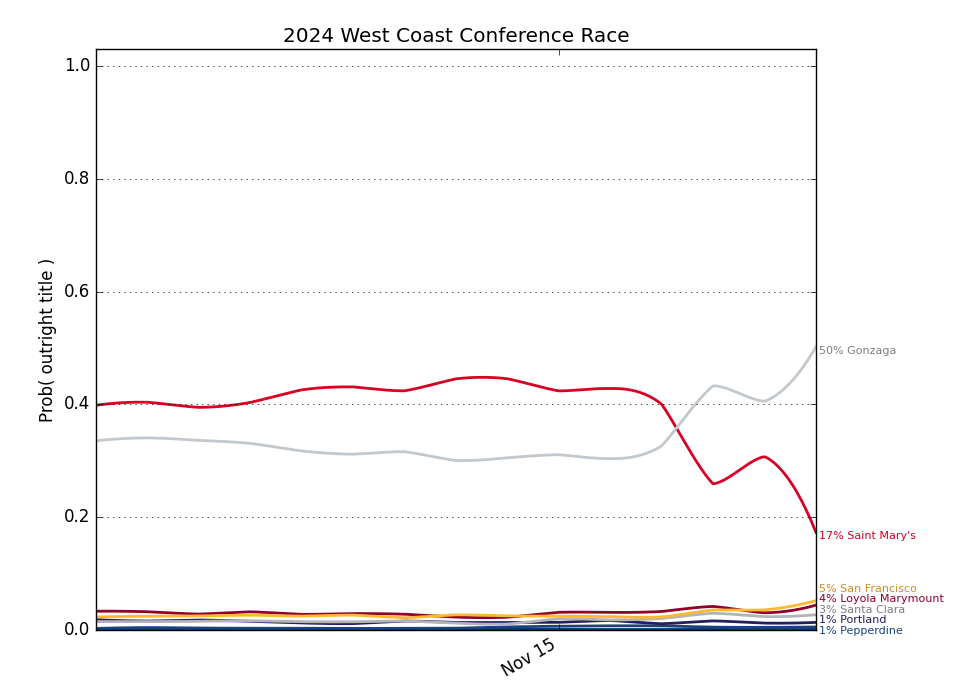 2024 West Coast Conference Race
Prob( outright title )
1.0
0.8
0.6
0.4
0.2
0.0
Nov 15
50% Gonzaga
17% Saint Mary's
5% San Francisco
4% Loyola Marymount
3% Santa Clara
1% Portland
1% Pepperdine